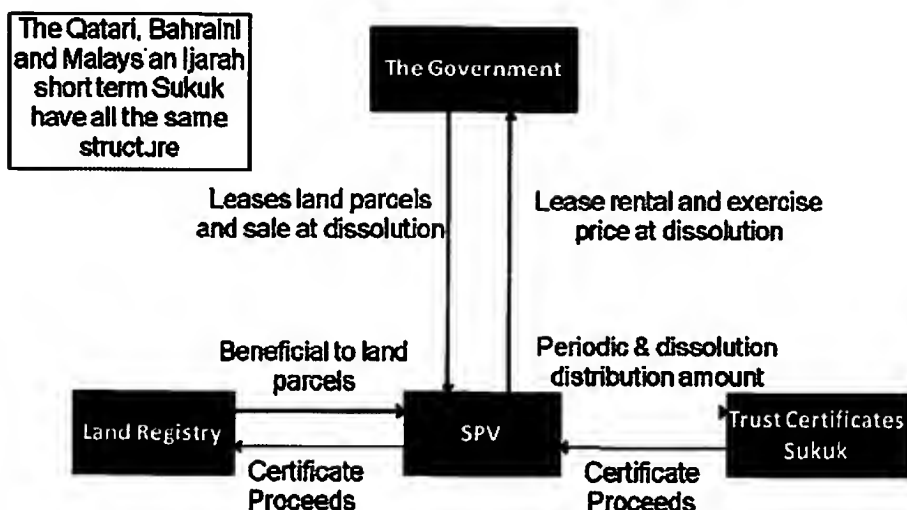 The Qatari, Bahraini
and Malays an Ijarah
short term Sukuk
have all the same
structure
The Government
Leases land parcels
and sale at dissolution
Lease rental and exercise
price at dissolution
Beneficial to land
parcels
Periodic & dissolution
distribution amount
Land Registry
SPV
Trust Certificates
Sukuk
Certificate
Proceeds
Certificate
Proceeds